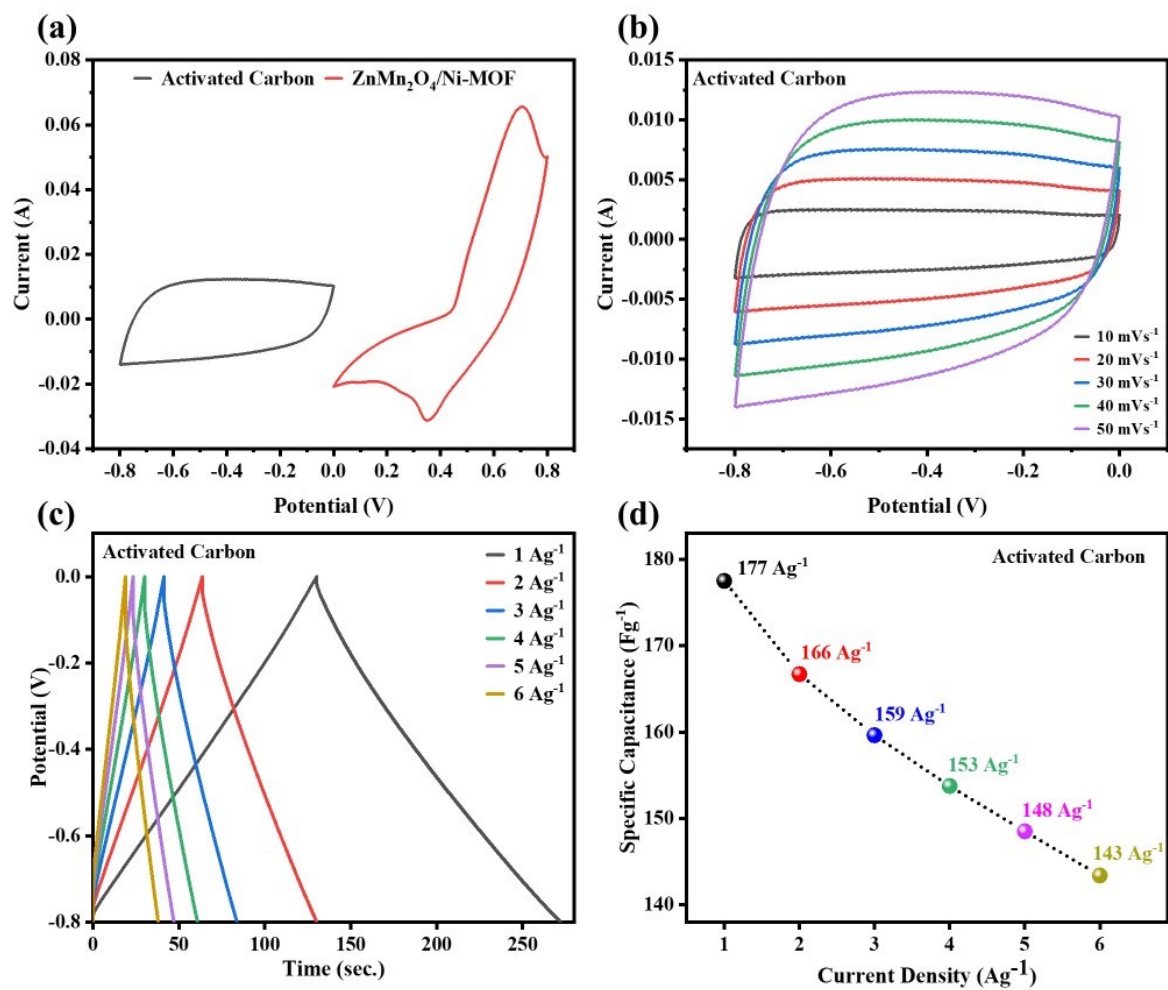 (a)
0.08
0.06
0.04
0.02
0.00
-0.02
-0.04
Current (A)
Activated Carbon
ZnMn₂O₄/Ni-MOF
-0.8 -0.6 -0.4 -0.2 0.0 0.2 0.4 0.6 0.8
Potential (V)
(b)
0.015
0.010
0.005
0.000
-0.005
-0.010
-0.015
Current (A)
Activated Carbon
10 mVs⁻¹
20 mVs⁻¹
30 mVs⁻¹
40 mVs⁻¹
50 mVs⁻¹
-0.8 -0.6 -0.4 -0.2 0.0
Potential (V)
(c)
Activated Carbon
0.0
-0.2
-0.4
-0.6
-0.8
Potential (V)
1 Ag⁻¹
2 Ag⁻¹
3 Ag⁻¹
4 Ag⁻¹
5 Ag⁻¹
6 Ag⁻¹
0 50 100 150 200 250
Time (sec.)
(d)
180
170
160
150
140
Specific Capacitance (Fg⁻¹)
Activated Carbon
177 Ag⁻¹
166 Ag⁻¹
159 Ag⁻¹
153 Ag⁻¹
148 Ag⁻¹
143 Ag⁻¹
1 2 3 4 5 6
Current Density (Ag⁻¹)